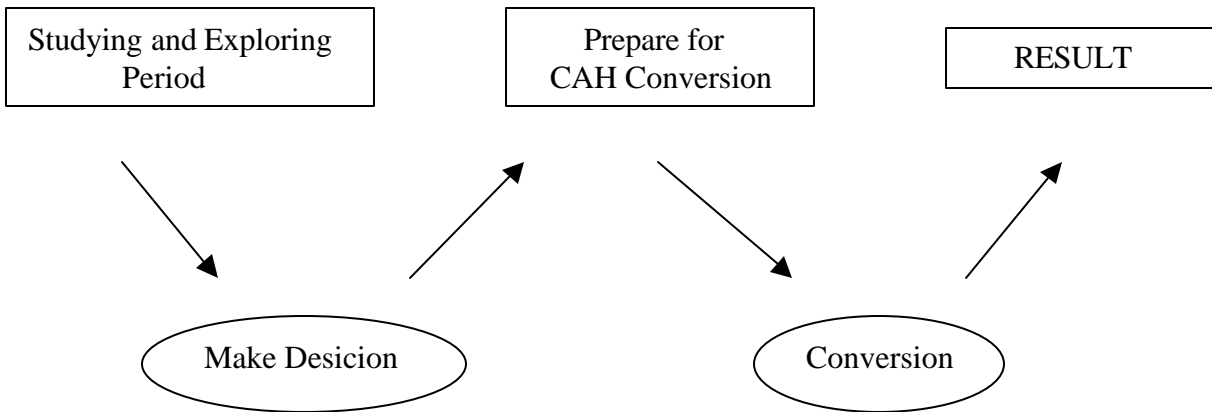 Studying and Exploring
Period
Make Desicion
Prepare for
CAH Conversion
Conversion
RESULT